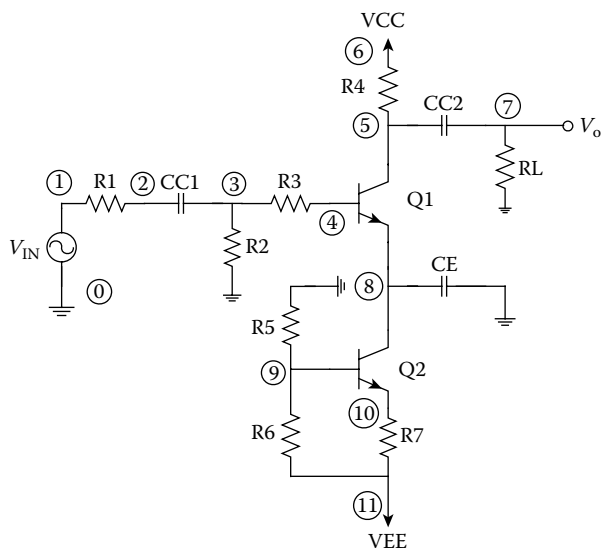 VCC
⑥
R4
CC2
⑦
⑤
Vo
RL
①
R1
②
CC1
③
R3
Q1
④
VIN
R2
⓪
⑧
CE
R5
⑨
Q2
⑩
R6
R7
⑪
VEE